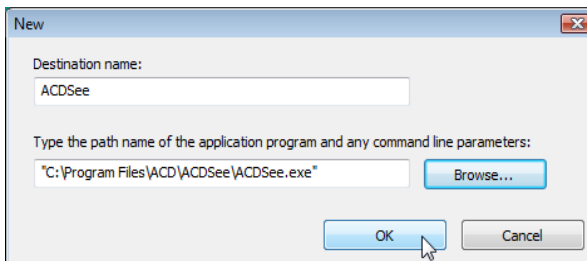 New
Destination name:
ACDSee
Type the path name of the application program and any command line parameters:
"C:\Program Files\ACD\ACDSee\ACDSee.exe"
Browse...
OK
Cancel